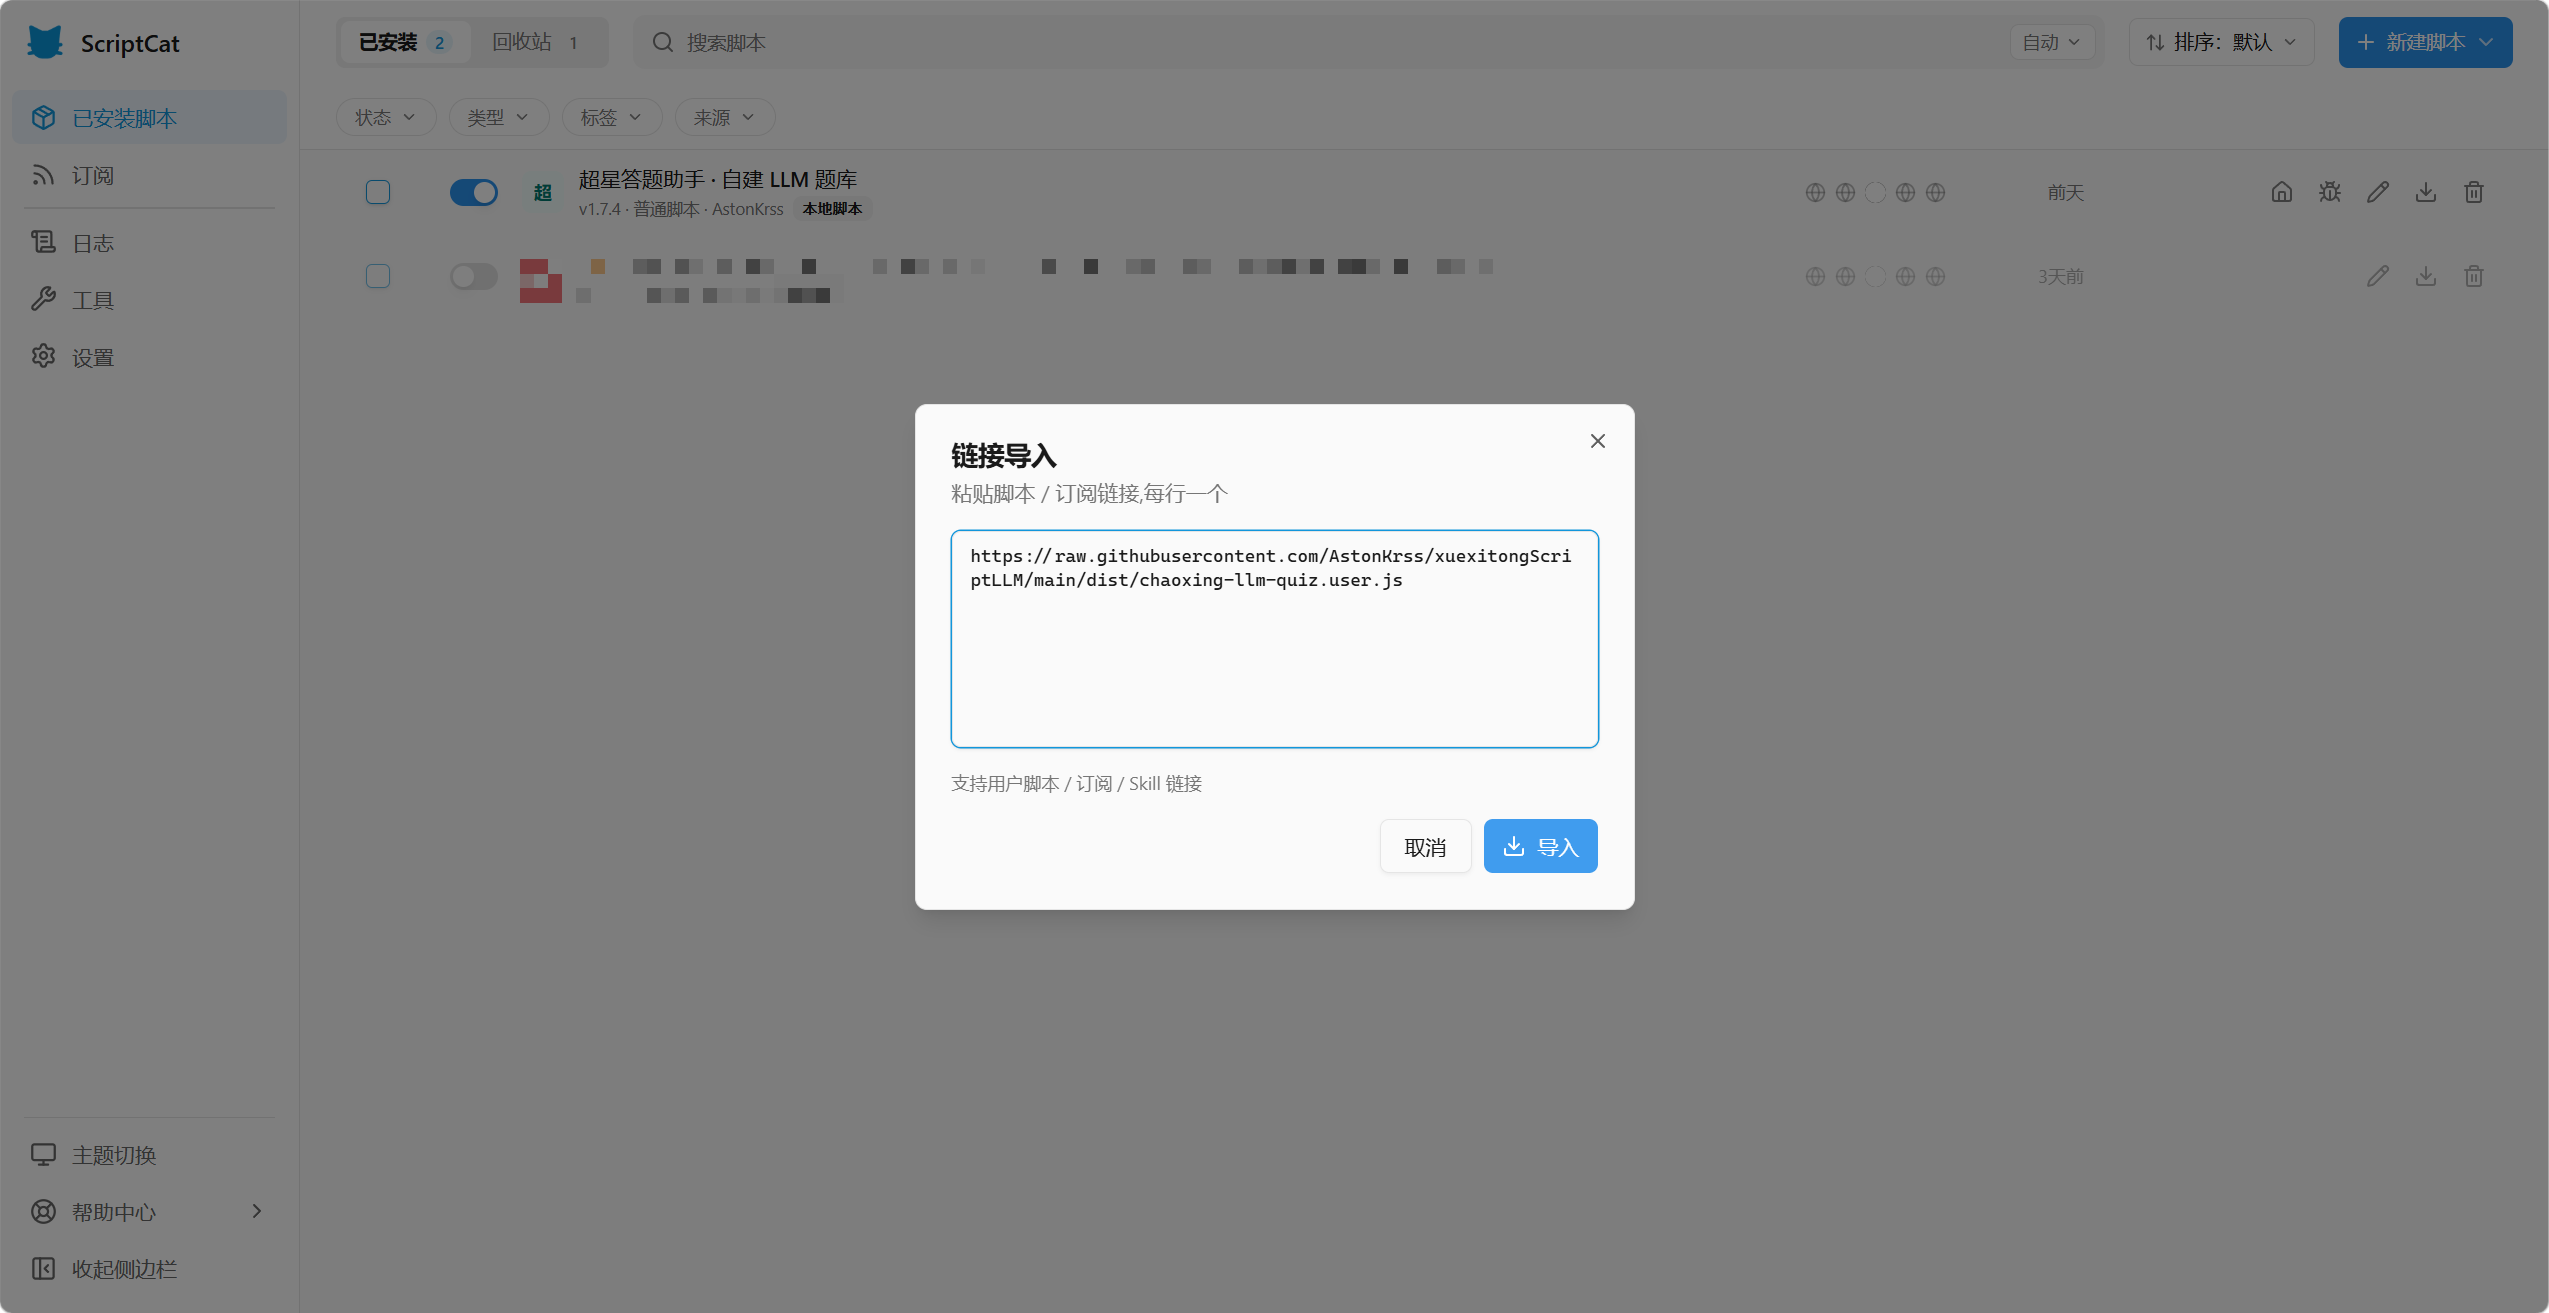 ScriptCat
已安装 2
回收站 1
搜索脚本
自动
排序：默认
新建脚本
已安装脚本
订阅
日志
工具
设置
状态
类型
标签
来源
超
超星答题助手 · 自建 LLM 题库
v1.7.4 · 普通脚本 · AstonKrss 本地脚本
前天
3天前
链接导入
粘贴脚本 / 订阅链接,每行一个
https://raw.githubusercontent.com/AstonKrss/xuexitongScri
ptLLM/main/dist/chaoxing-llm-quiz.user.js
支持用户脚本 / 订阅 / Skill 链接
取消
导入
主题切换
帮助中心
收起侧边栏